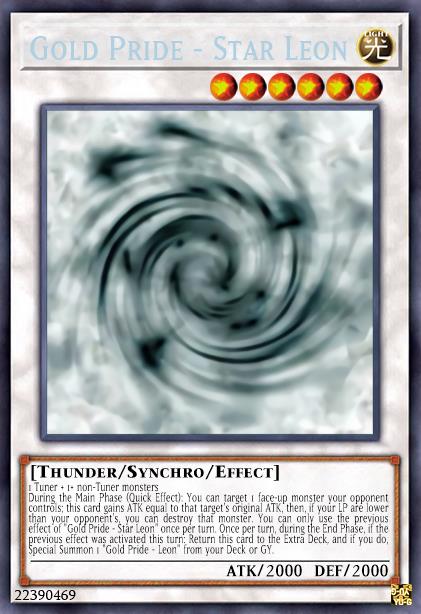 Gold Pride - Star Leon
LIGHT
光
[Thunder/Synchro/Effect]
1 Tuner + 1+ non-Tuner monsters
During the Main Phase (Quick Effect): You can target 1 face-up monster your opponent
controls; this card gains ATK equal to that target's original ATK, then, if your LP are lower
than your opponent's, you can destroy that monster. You can only use the previous
effect of "Gold Pride - Star Leon" once per turn. Once per turn, during the End Phase, if the
previous effect was activated this turn: Return this card to the Extra Deck, and if you do,
Special Summon 1 "Gold Pride - Leon" from your Deck or GY.
ATK/2000 DEF/2000
22390469